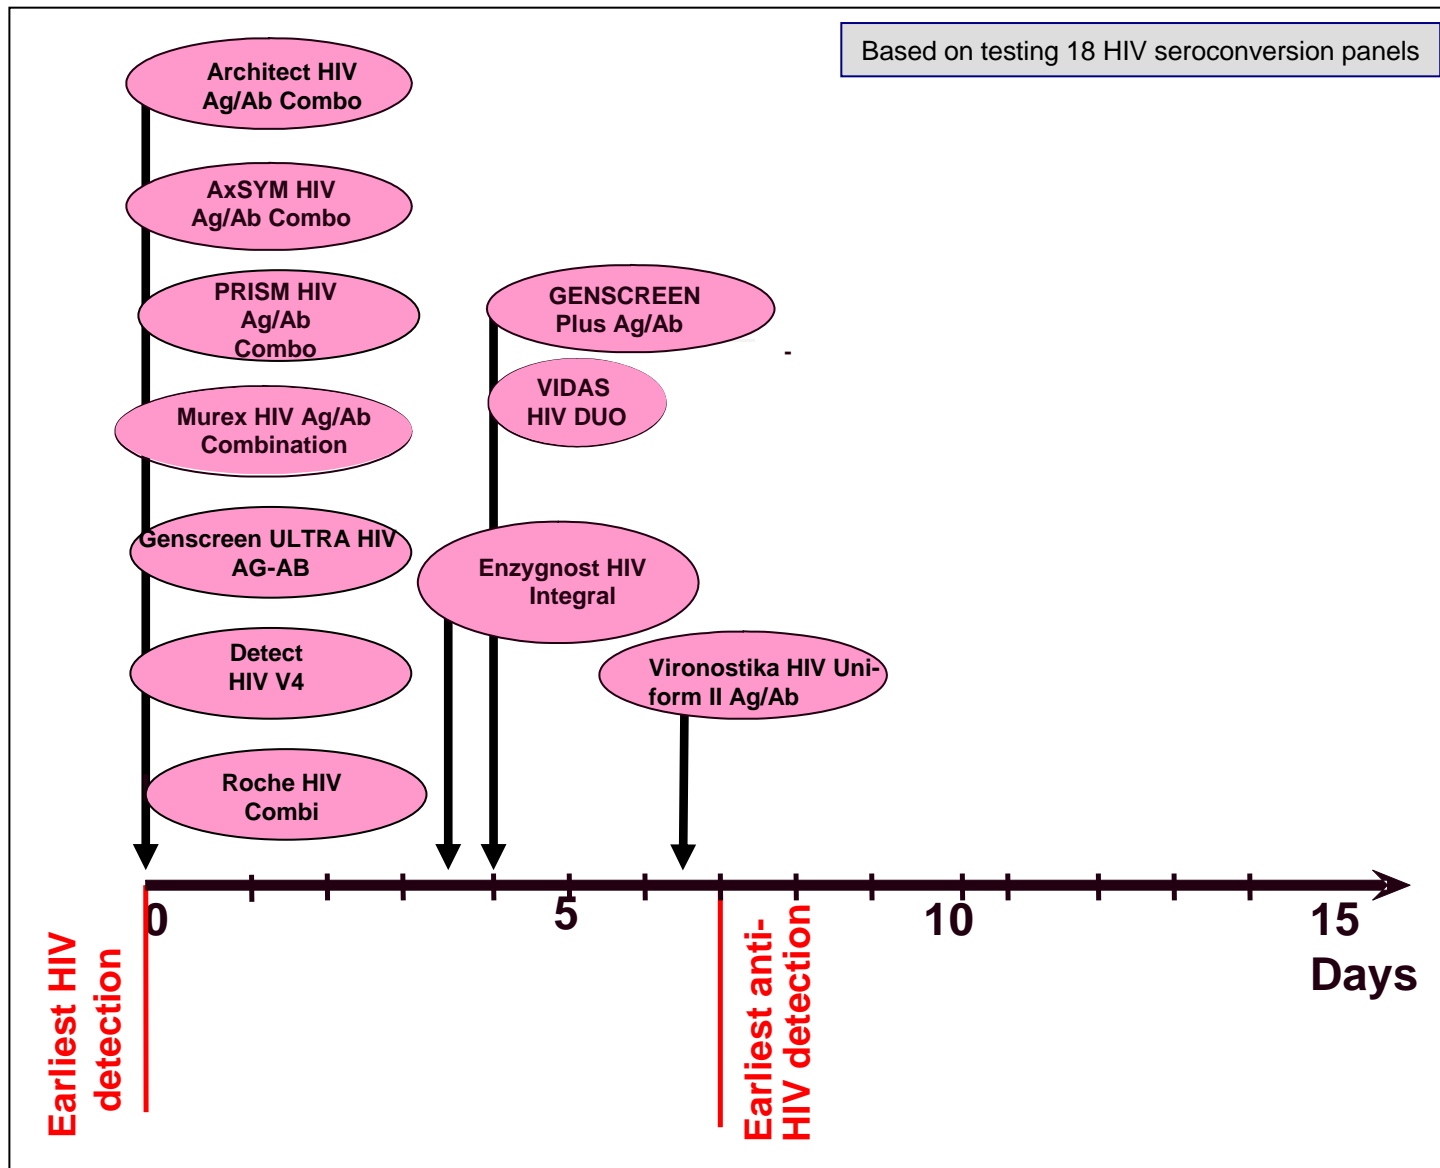 Based on testing 18 HIV seroconversion panels
Architect HIV
Ag/Ab Combo
AxSYM HIV
Ag/Ab Combo
PRISM HIV
Ag/Ab
Combo
Murex HIV Ag/Ab
Combination
Genscreen ULTRA HIV
AG-AB
Detect
HIV V4
Roche HIV
Combi
GENSCREEN
Plus Ag/Ab
-
VIDAS
HIV DUO
Enzygnost HIV
Integral
Vironostika HIV Uni-
form II Ag/Ab
0
5
10
15
Days
Earliest HIV
detection
Earliest anti-
HIV detection